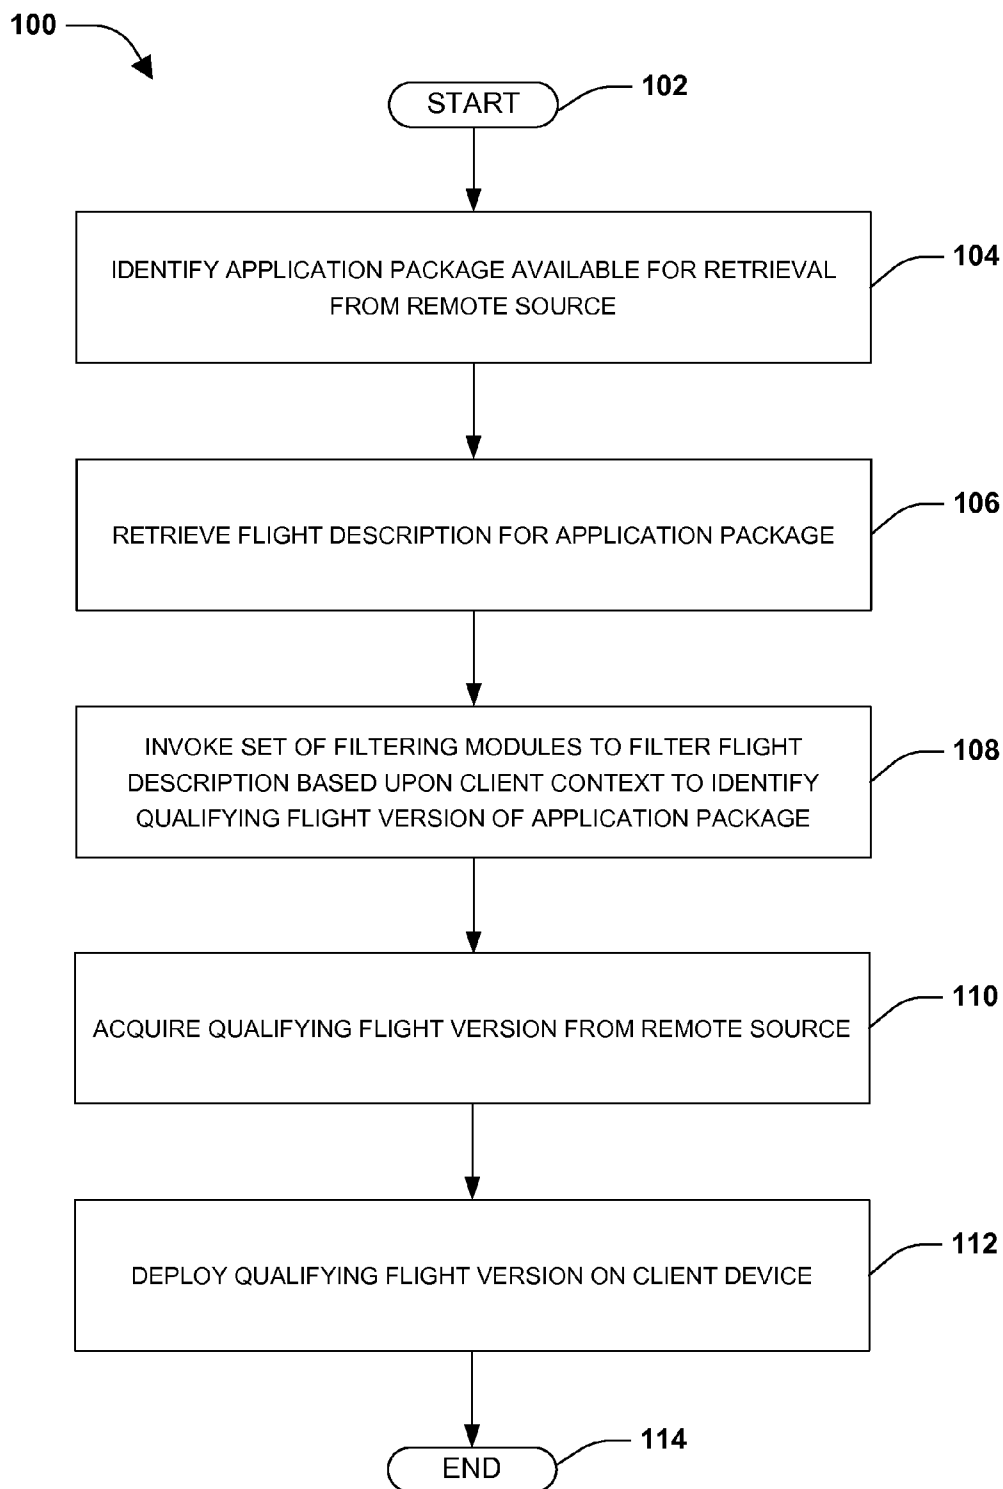 100
START
102
IDENTIFY APPLICATION PACKAGE AVAILABLE FOR RETRIEVAL
FROM REMOTE SOURCE
104
RETRIEVE FLIGHT DESCRIPTION FOR APPLICATION PACKAGE
106
INVOKE SET OF FILTERING MODULES TO FILTER FLIGHT
DESCRIPTION BASED UPON CLIENT CONTEXT TO IDENTIFY
QUALIFYING FLIGHT VERSION OF APPLICATION PACKAGE
108
ACQUIRE QUALIFYING FLIGHT VERSION FROM REMOTE SOURCE
110
DEPLOY QUALIFYING FLIGHT VERSION ON CLIENT DEVICE
112
END
114